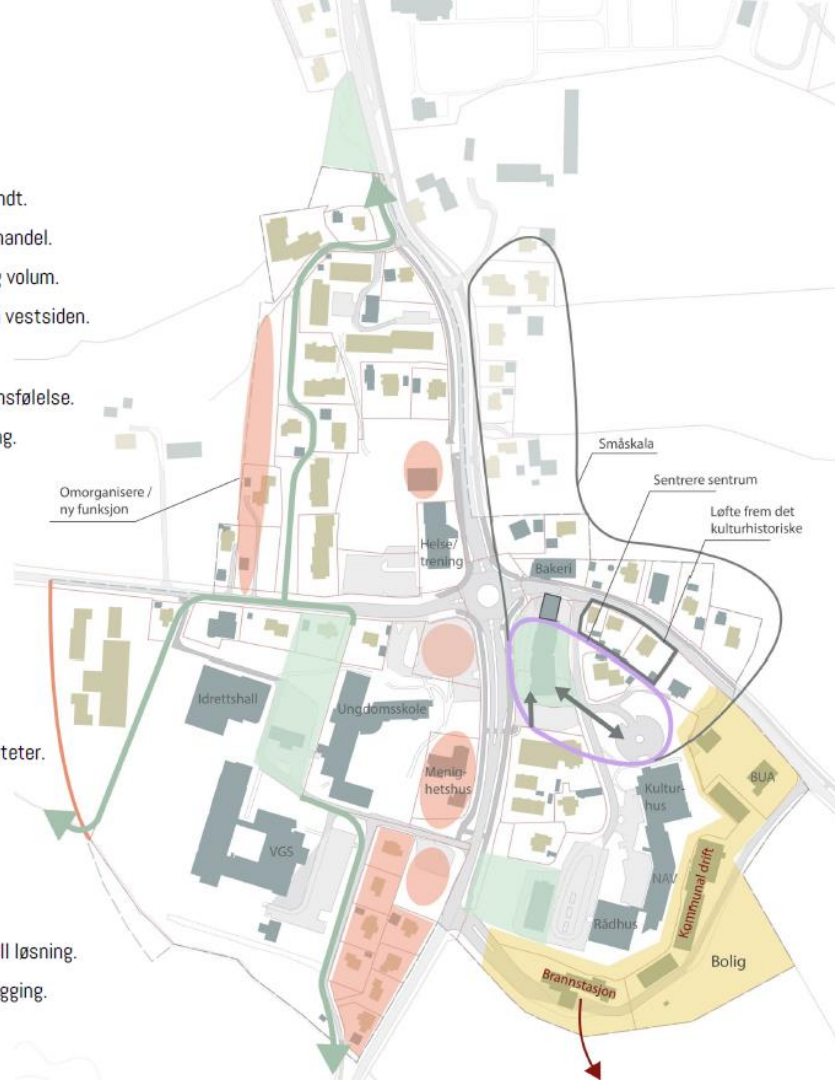 ndt.
handel.
g volum.
vestsiden.
nsfølelse.
g.
Småskala
Sentrere sentrum
Omorganisere /
ny funksjon
Løfte frem det
kulturhistoriske
Helse/
trening
Bakeri
Idrettshall
Ungdomsskole
teter.
Menig-
hetshus
Kultur-
hus
BUA
VGS
NAV
Kommunal drift
Rådhus
ll løsning.
Bolig
Brannstasjon
gging.